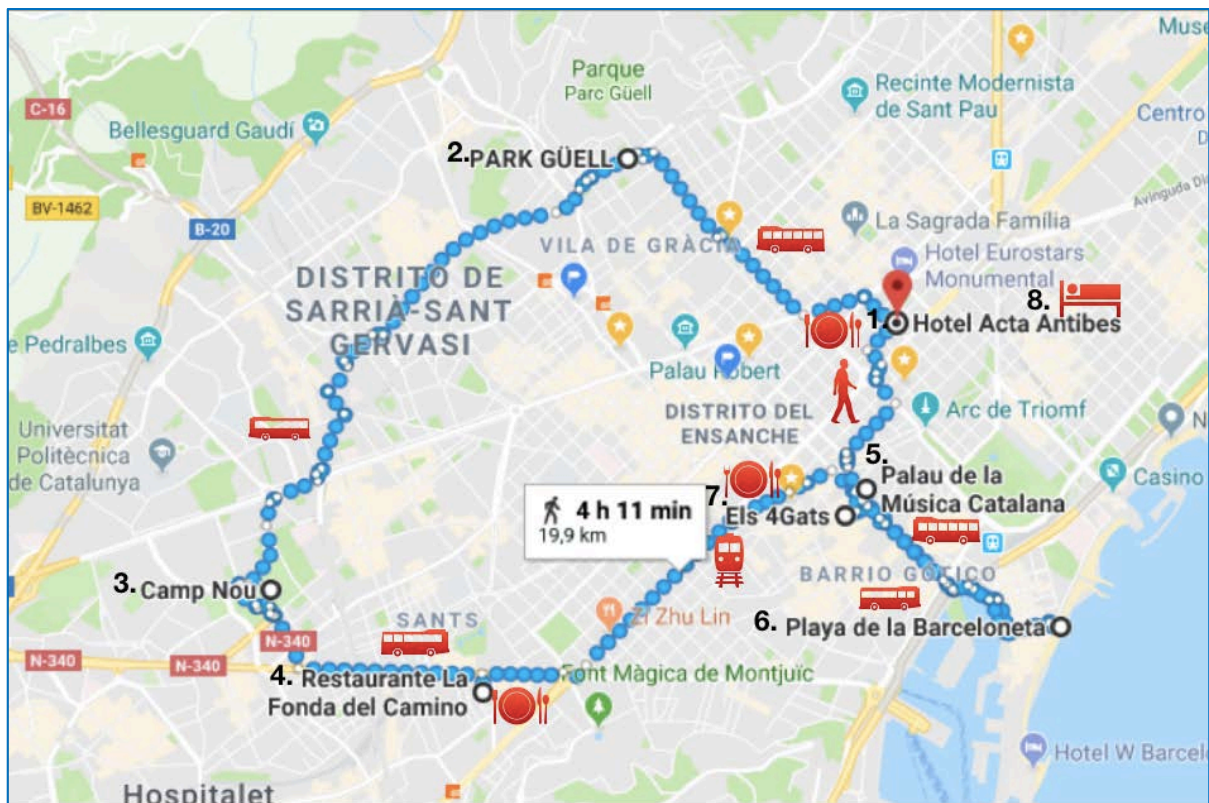 Muse
Parque
Parc Güell
Recinte Modernista
de Sant Pau
C-16
Bellesguard Gaudí
Centro
D
2. PARK GÜELL
BV-1462
B-20
Avinguda Di
La Sagrada Família
VILA DE GRÀCIA
Hotel Eurostars
Monumental
DISTRITO DE
SARRIÀ-SANT
GERVASI
8.
1. Hotel Acta Antibes
e Pedralbes
Palau Robert
DISTRITO DEL
ENSANCHE
Arc de Triomf
N
Universitat
Politècnica
de Catalunya
5.
Palau de la
Música Catalana
Casino
7.
Els 4Gats
4 h 11 min
19,9 km
BARRIO GÓTICO
3. Camp Nou
SANTS
Zi Zhu Lin
6. Playa de la Barceloneta
N-340
N-340
N-340
4. Restaurante La
Fonda del Camino
Font Màgica de Montjuïc
Hotel W Barcel
Hospitalet